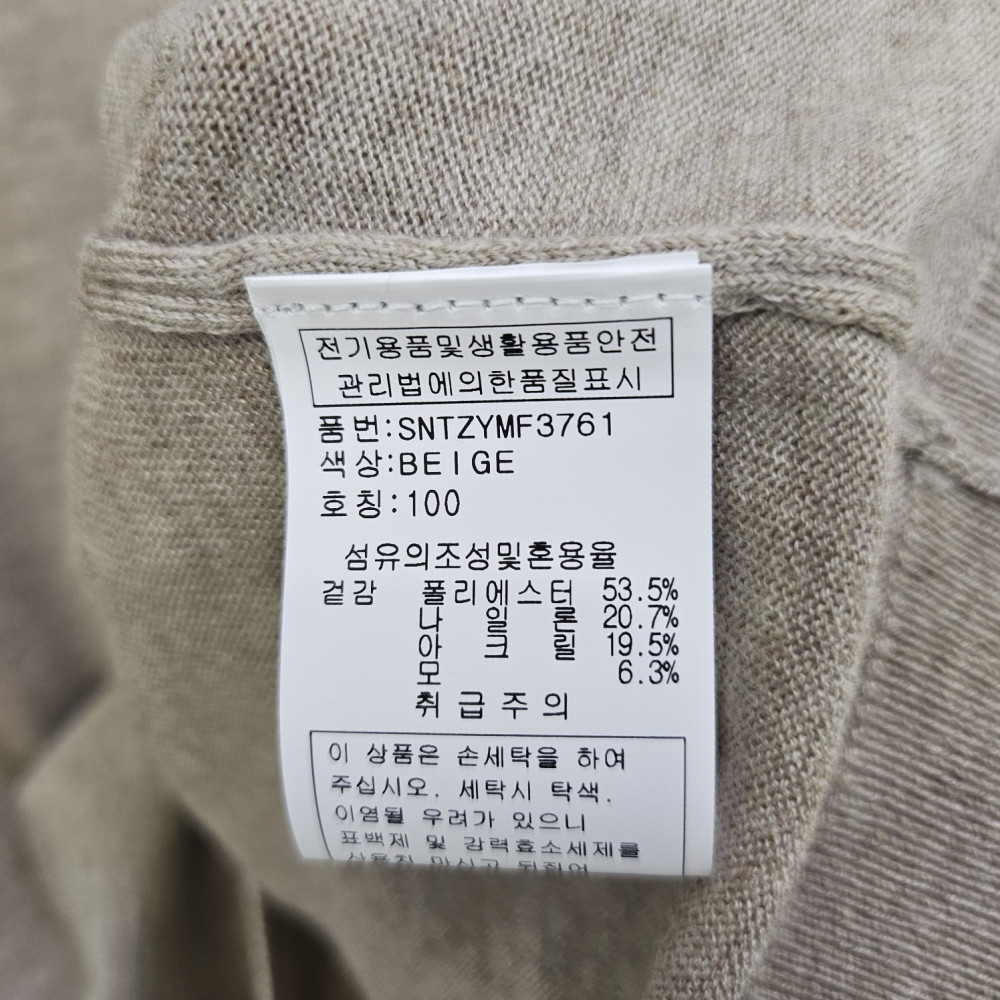 전기용품및생활용품안전
관리법에의한품질표시
품번:SNTZYMF3761
색상:BEIGE
호칭:100
섬유의조성및혼용율
겉감 폴리에스터 53.5%
나 일 론 20.7%
아 크 릴 19.5%
모 6.3%
취급주의
이 상품은 손세탁을 하여
주십시오. 세탁시 탁색.
이염될 우려가 있으니
표백제 및 강력효소세제를